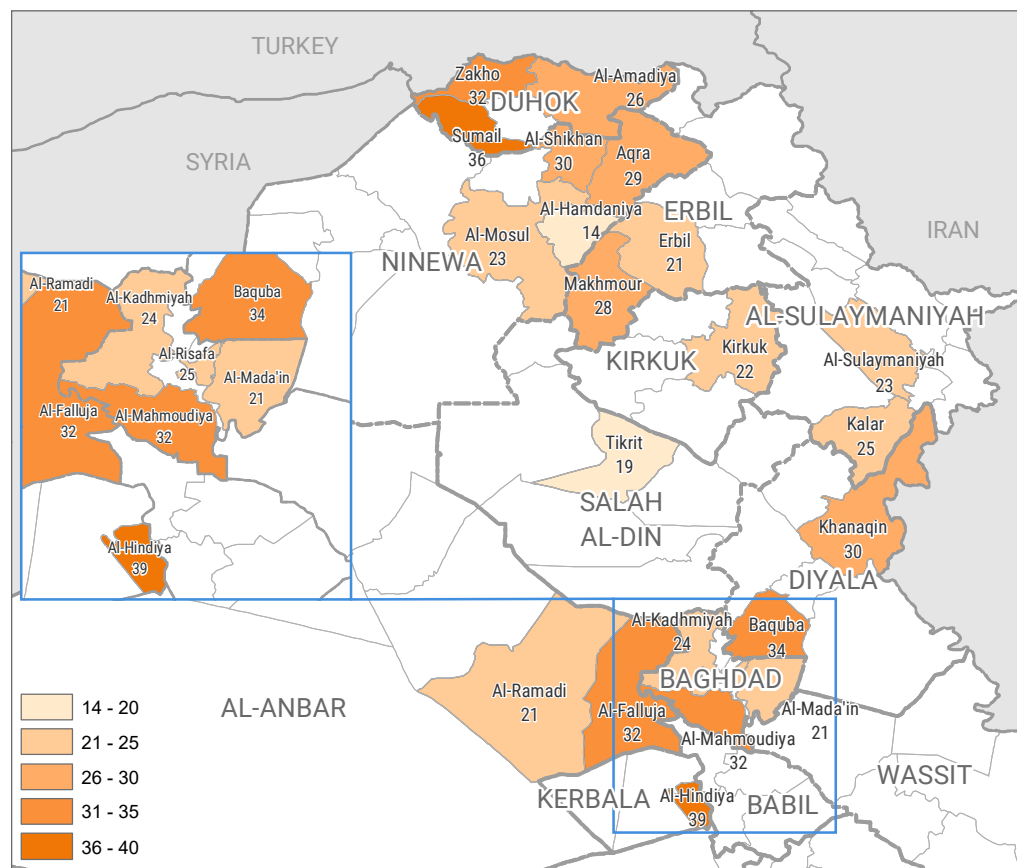 TURKEY
SYRIA
IRAN
Zakho
32
DUHOK
Al-Amadiya
26
Sumail
36
Al-Shikhan
30
Aqra
29
Al-Hamdaniya
14
ERBIL
Al-Mosul
23
NINEWA
Erbil
21
Makhmour
28
AL-SULAYMANIYAH
KIRKUK
Kirkuk
22
Al-Sulaymaniyah
23
Kalar
25
Tikrit
19
SALAH
AL-DIN
Khanaqin
30
DIYALA
Al-Ramadi
21
Al-Kadhmiyah
24
Baquba
34
Al-Risafa
25
Al-Mada'in
21
Al-Falluja
32
Al-Mahmoudiya
32
Al-Hindiya
39
Al-Kadhmiyah
24
Baquba
34
BAGHDAD
Al-Ramadi
21
Al-Falluja
32
Al-Mada'in
21
Al-Mahmoudiya
32
AL-ANBAR
WASSIT
KERBALA
Al-Hindiya
39
BABIL
14 - 20
21 - 25
26 - 30
31 - 35
36 - 40